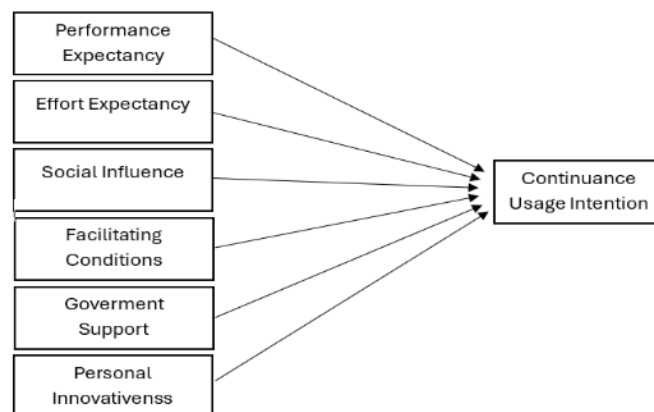 Performance
Expectancy
Effort Expectancy
Social Influence
Facilitating
Conditions
Goverment
Support
Personal
Innovativenss
Continuance
Usage Intention